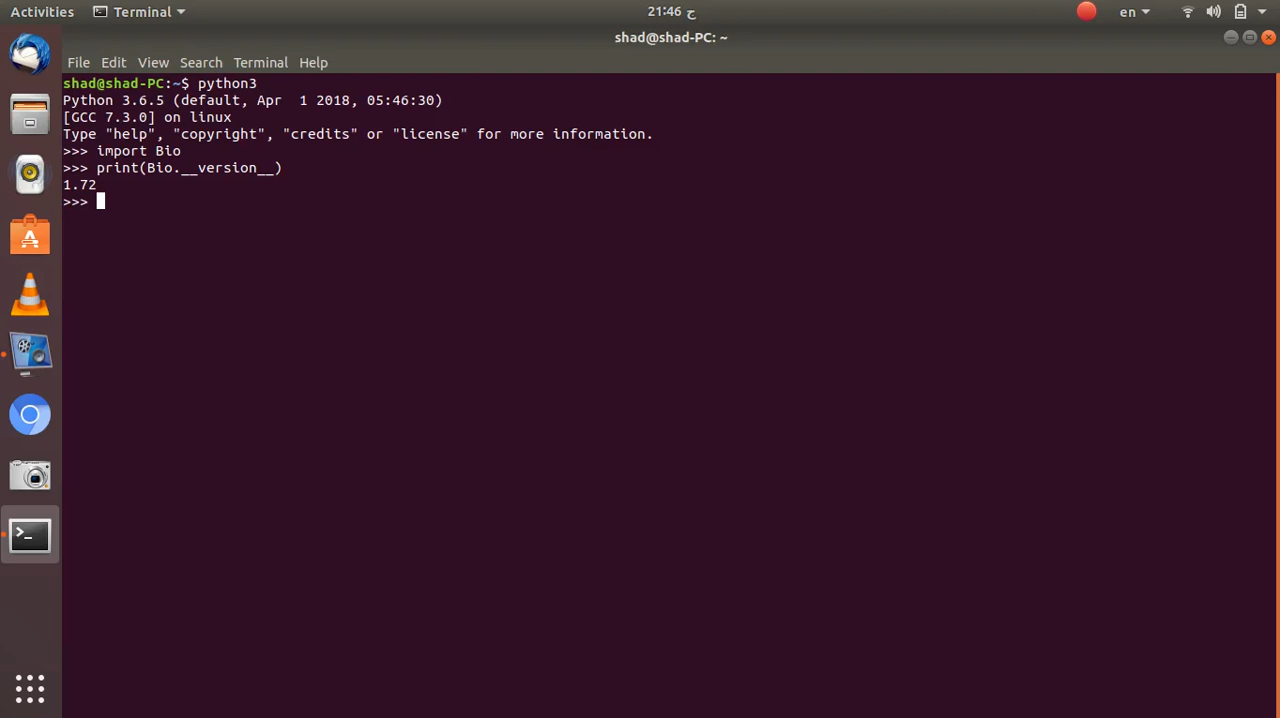 Activities Terminal 21:46 ح en
shad@shad-PC: ~
File Edit View Search Terminal Help
shad@shad-PC:~$ python3
Python 3.6.5 (default, Apr  1 2018, 05:46:30)
[GCC 7.3.0] on linux
Type "help", "copyright", "credits" or "license" for more information.
>>> import Bio
>>> print(Bio.__version__)
1.72
>>>